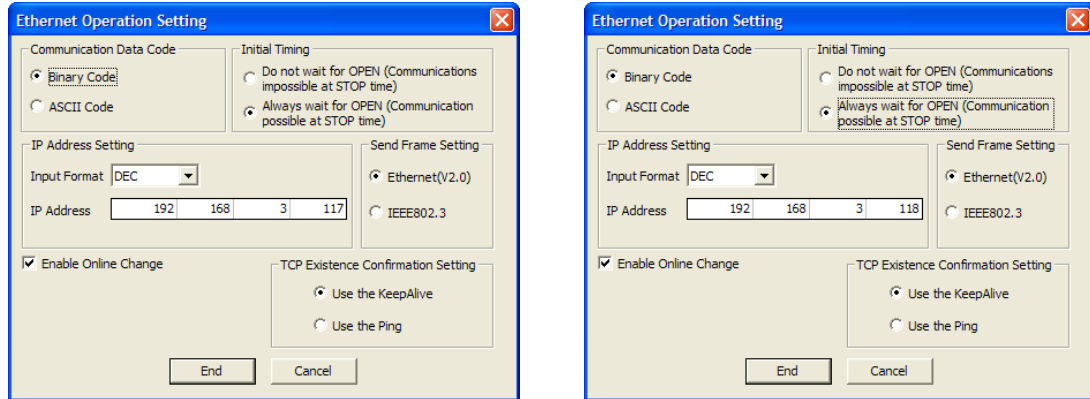 Ethernet Operation Setting
Communication Data Code
Binary Code
ASCII Code
Initial Timing
Do not wait for OPEN (Communications
impossible at STOP time)
Always wait for OPEN (Communication
possible at STOP time)
IP Address Setting
Input Format DEC
IP Address 192 168 3 117
Send Frame Setting
Ethernet(V2.0)
IEEE802.3
Enable Online Change
TCP Existence Confirmation Setting
Use the KeepAlive
Use the Ping
End Cancel
Ethernet Operation Setting
Communication Data Code
Binary Code
ASCII Code
Initial Timing
Do not wait for OPEN (Communications
impossible at STOP time)
Always wait for OPEN (Communication
possible at STOP time)
IP Address Setting
Input Format DEC
IP Address 192 168 3 118
Send Frame Setting
Ethernet(V2.0)
IEEE802.3
Enable Online Change
TCP Existence Confirmation Setting
Use the KeepAlive
Use the Ping
End Cancel